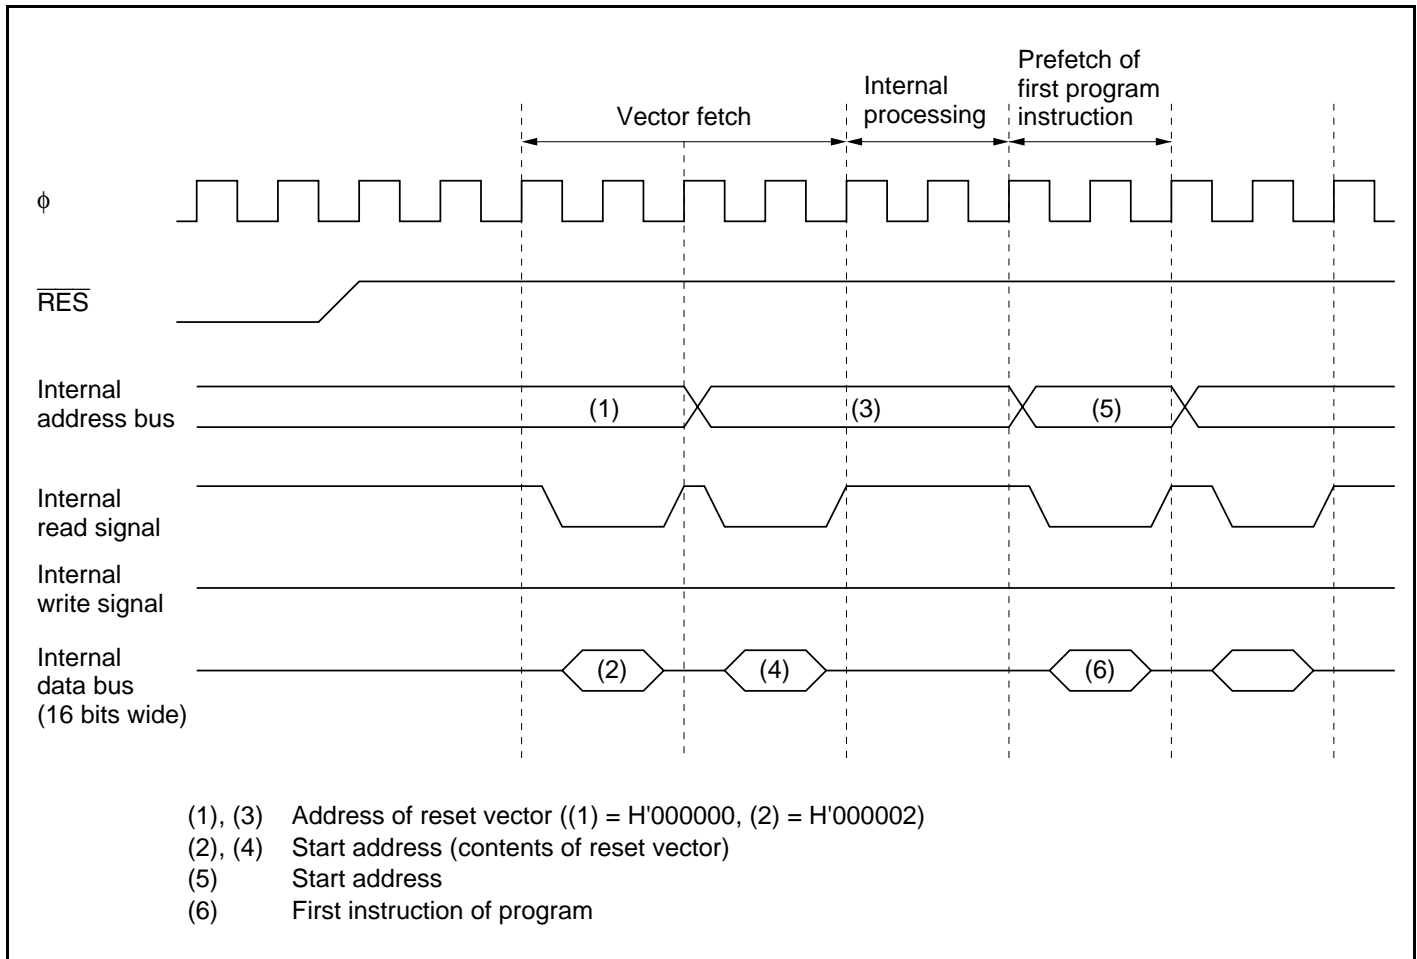 Prefetch of
Internal first program
Vector fetch processing instruction
φ
RES
Internal
address bus
(1) (3) (5)
Internal
read signal
Internal
write signal
Internal
data bus
(16 bits wide)
(2) (4) (6)
(1), (3) Address of reset vector ((1) = H'000000, (2) = H'000002)
(2), (4) Start address (contents of reset vector)
(5) Start address
(6) First instruction of program